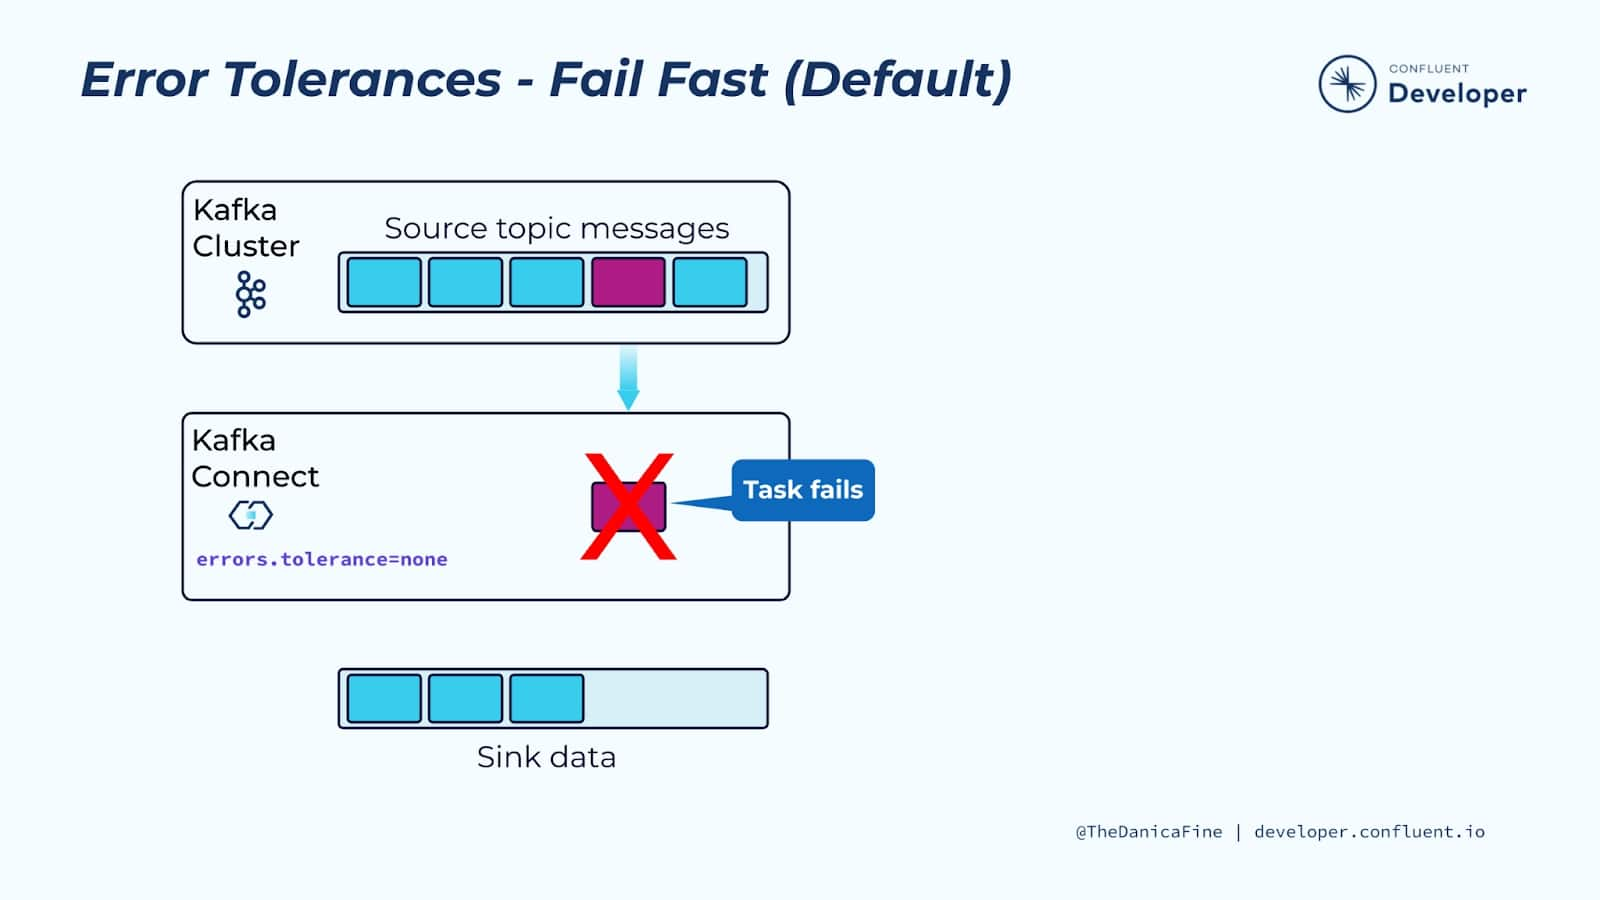 Error Tolerances - Fail Fast (Default)
CONFLUENT
Developer
Kafka
Cluster
Source topic messages
Kafka
Connect
Task fails
errors.tolerance=none
X
Sink data
@TheDanicaFine | developer.confluent.io